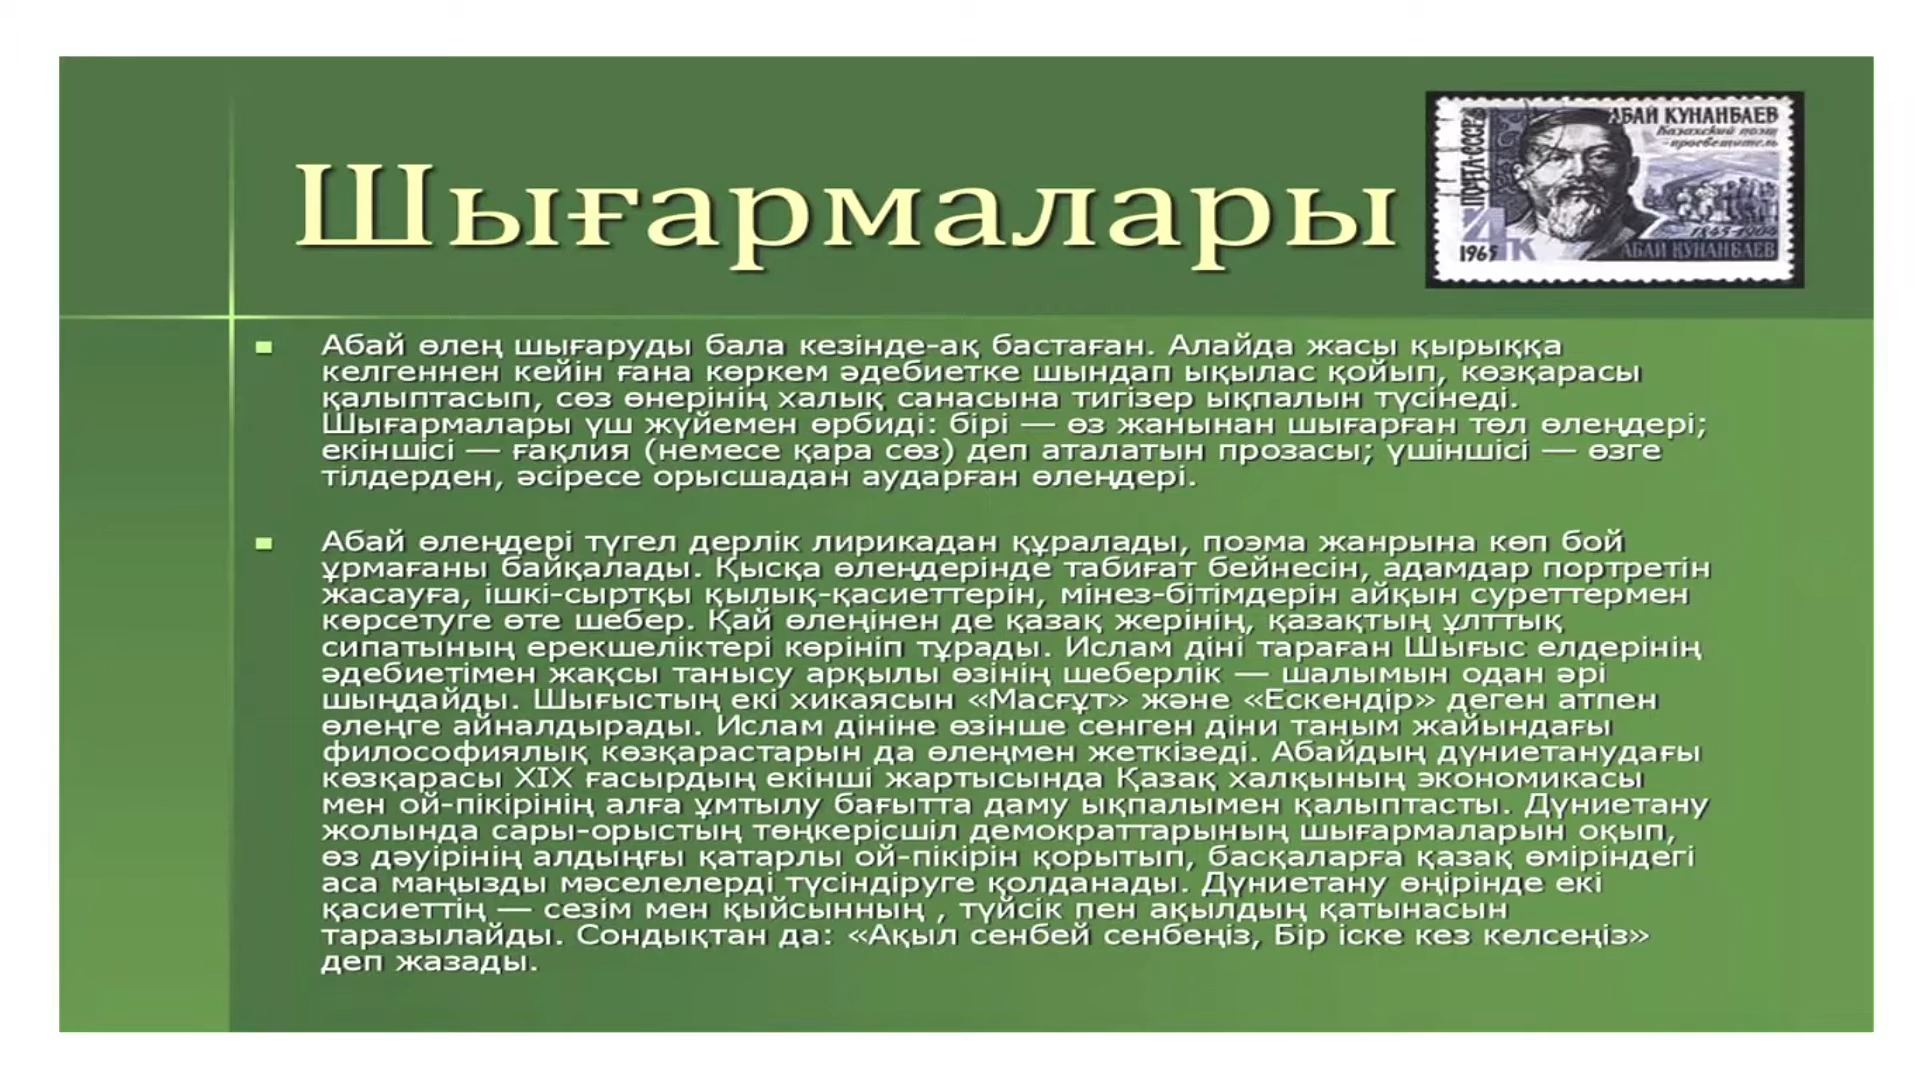 Шығармалары
АБАЙ КУНАНБАЕВ
Казахский поэт
-просветитель
ПОЧТА СССР
4К
1965
1845-1904
АБАЙ ҚУНАНБАЕВ
Абай өлең шығаруды бала кезінде-ақ бастаған. Алайда жасы қырыққа
келгеннен кейін ғана көркем әдебиетке шындап ықылас қойып, көзқарасы
қалыптасып, сөз өнерінің халық санасына тигізер ықпалын түсінеді.
Шығармалары үш жүйемен өрбиді: бірі — өз жанынан шығарған төл өлеңдері;
екіншісі — ғақлия (немесе қара сөз) деп аталатын прозасы; үшіншісі — өзге
тілдерден, әсіресе орысшадан аударған өлеңдері.
Абай өлеңдері түгел дерлік лирикадан құралады, поэма жанрына көп бой
ұрмағаны байқалады. Қысқа өлеңдерінде табиғат бейнесін, адамдар портретін
жасауға, ішкі-сыртқы қылық-қасиеттерін, мінез-бітімдерін айқын суреттермен
көрсетуге өте шебер. Қай өлеңінен де қазақ жерінің, қазақтың ұлттық
сипатының ерекшеліктері көрініп тұрады. Ислам діні тараған Шығыс елдерінің
әдебиетімен жақсы танысу арқылы өзінің шеберлік — шалымын одан әрі
шыңдайды. Шығыстың екі хикаясын «Масғұт» және «Ескендір» деген атпен
өлеңге айналдырады. Ислам дініне өзінше сенген діни таным жайындағы
философиялық көзқарастарын да өлеңмен жеткізеді. Абайдың дүниетанудағы
көзқарасы XIX ғасырдың екінші жартысында Қазақ халқының экономикасы
мен ой-пікірінің алға ұмтылу бағытта даму ықпалымен қалыптасты. Дүниетану
жолында сары-орыстың төңкерісшіл демократтарының шығармаларын оқып,
өз дәуірінің алдыңғы қатарлы ой-пікірін қорытып, басқаларға қазақ өміріндегі
аса маңызды мәселелерді түсіндіруге қолданады. Дүниетану өңірінде екі
қасиеттің — сезім мен қыйсынның , түйсік пен ақылдың қатынасын
таразылайды. Сондықтан да: «Ақыл сенбей сенбеңіз, Бір іске кез келсеңіз»
деп жазады.